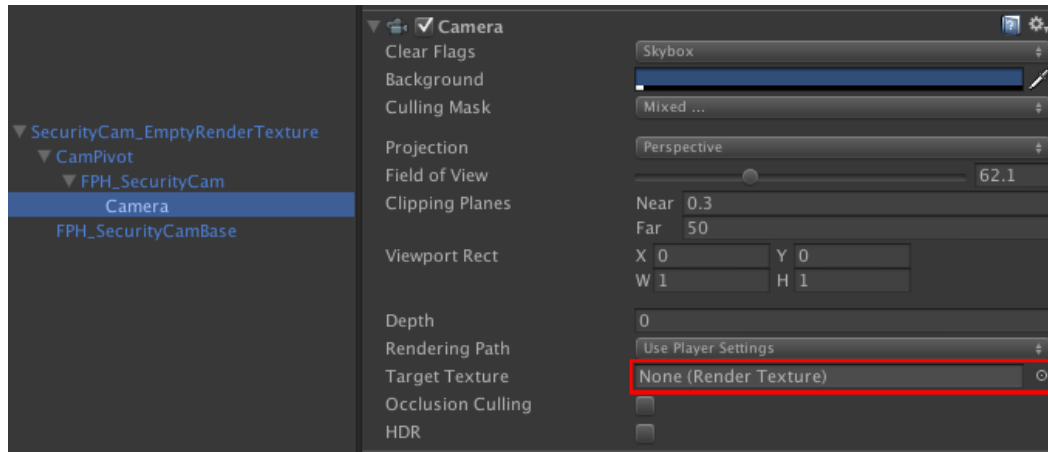 SecurityCam_EmptyRenderTexture
CamPivot
FPH_SecurityCam
Camera
FPH_SecurityCamBase
Camera
Clear Flags Skybox
Background
Culling Mask Mixed ...
Projection Perspective
Field of View 62.1
Clipping Planes Near 0.3
Far 50
Viewport Rect X 0 Y 0
W 1 H 1
Depth 0
Rendering Path Use Player Settings
Target Texture None (Render Texture)
Occlusion Culling
HDR